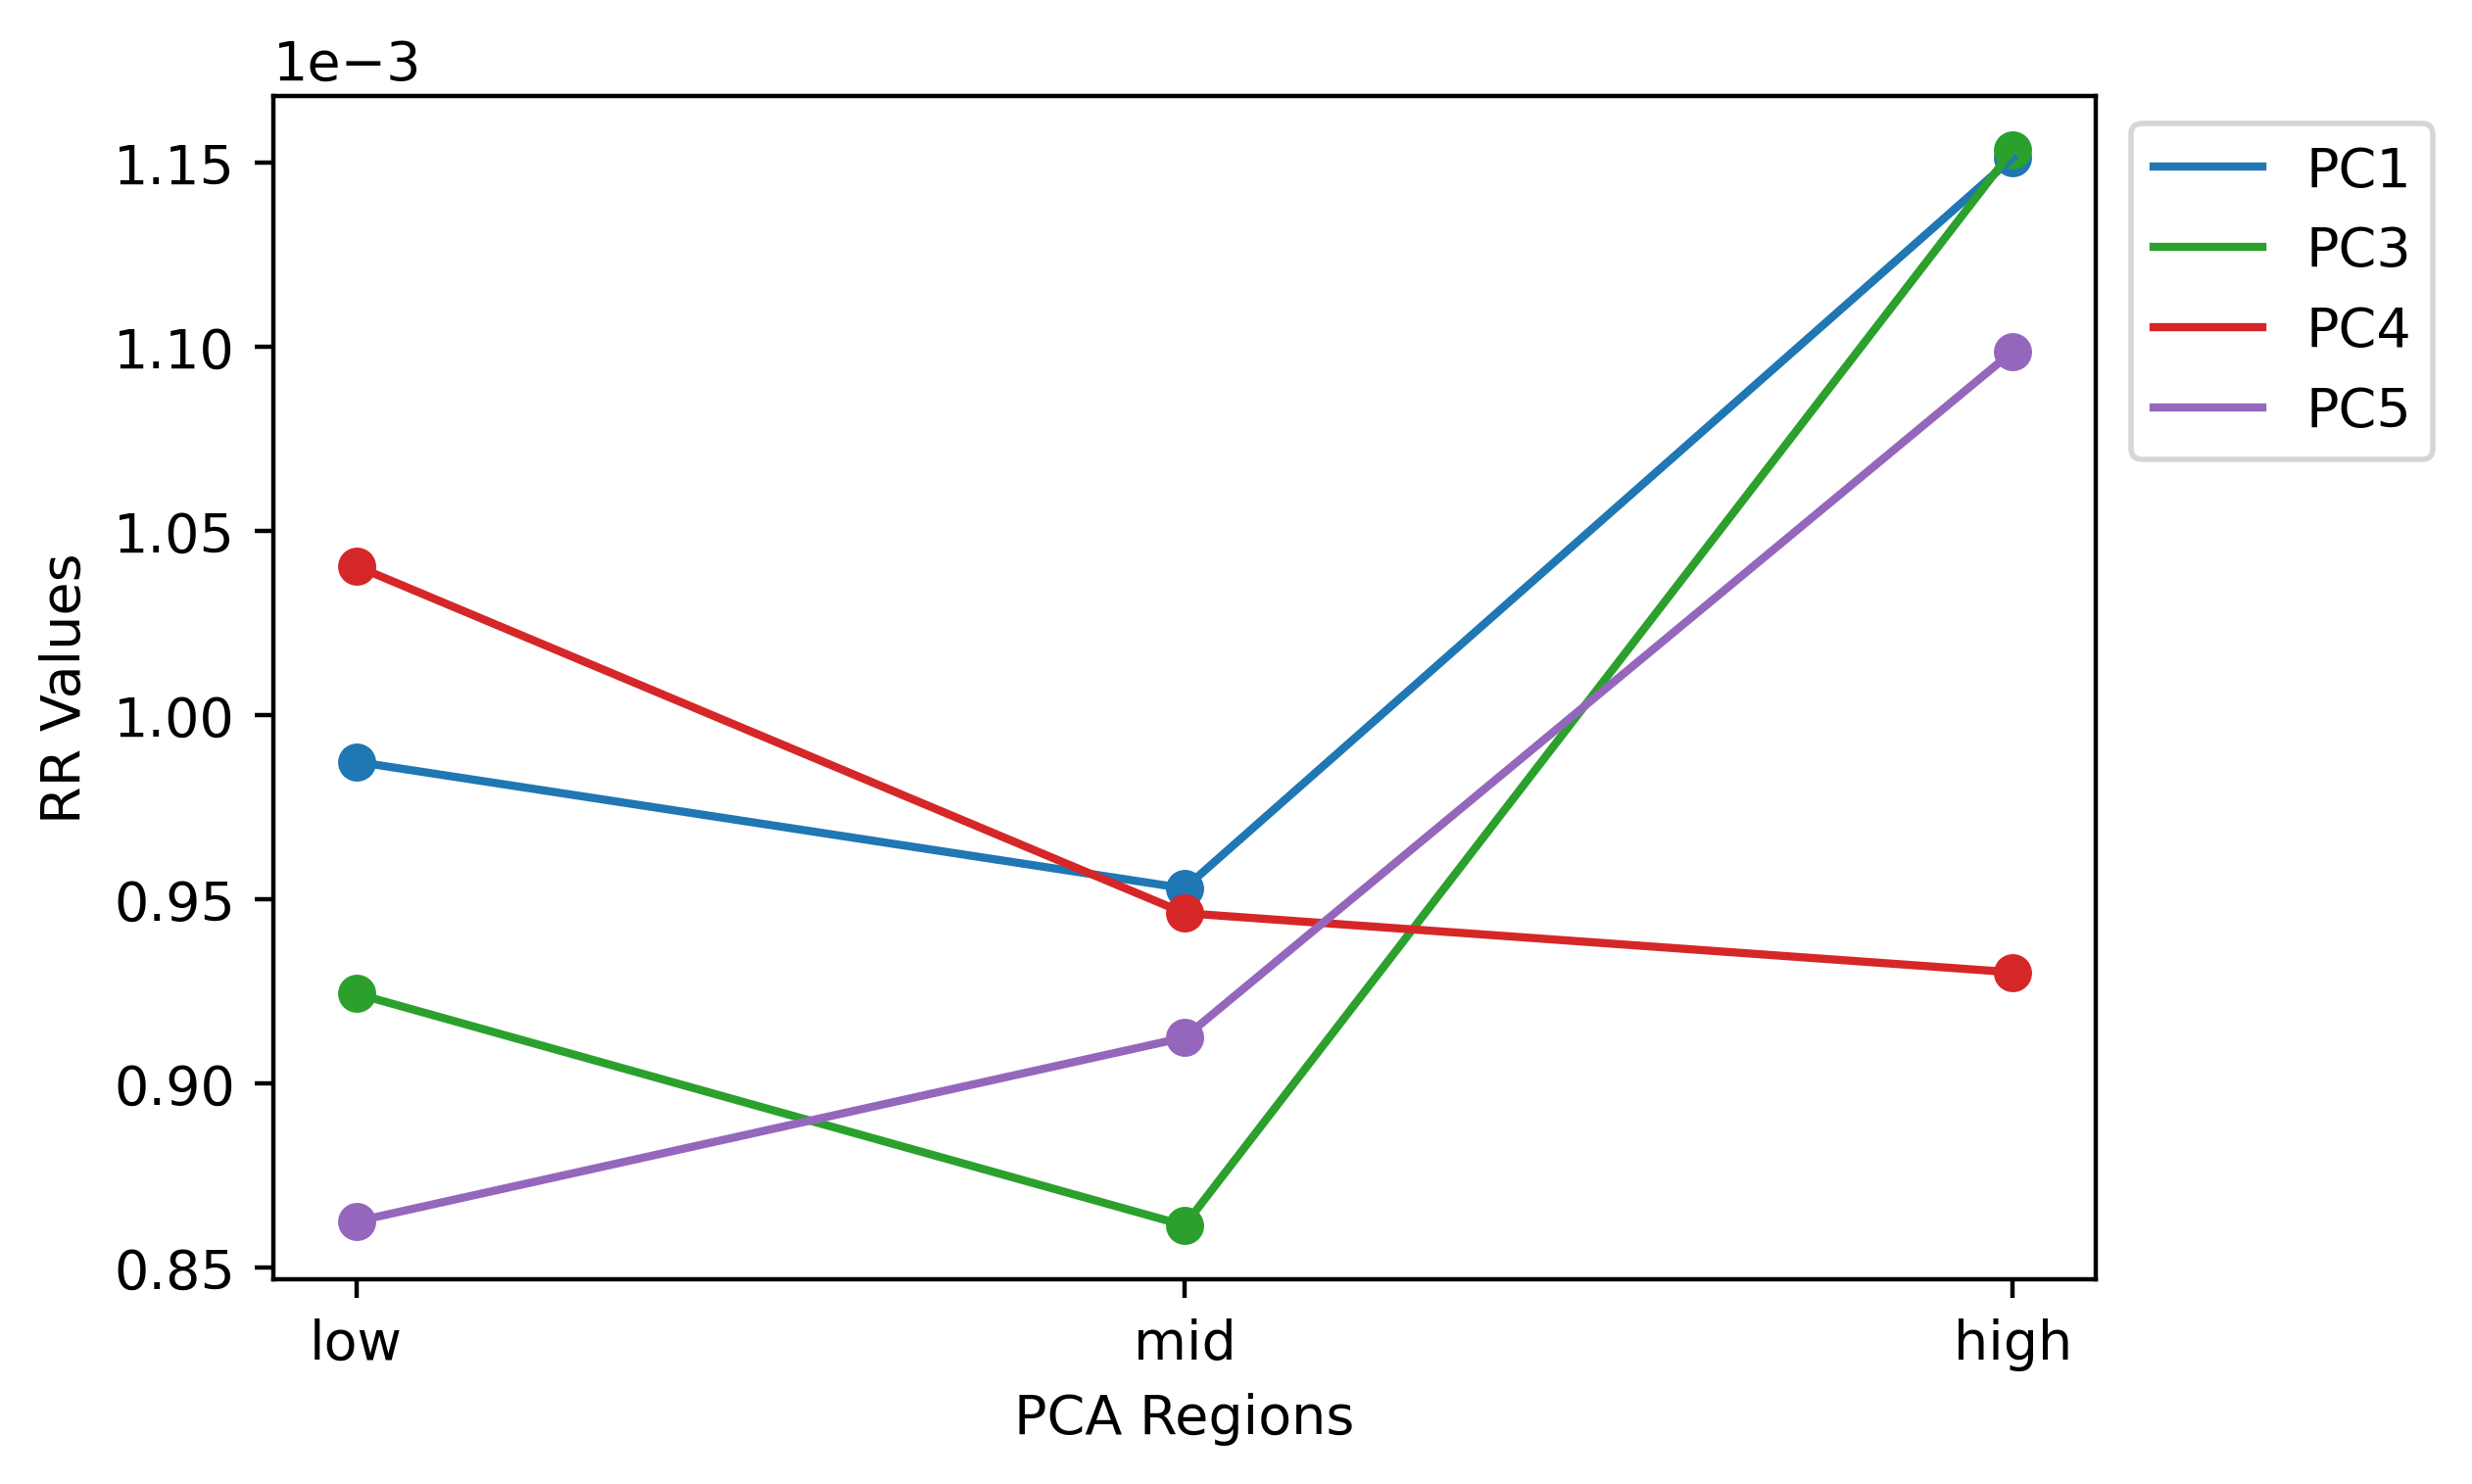 1e−3
1.15
1.10
1.05
1.00
0.95
0.90
0.85
RR Values
low
mid
high
PCA Regions
PC1
PC3
PC4
PC5